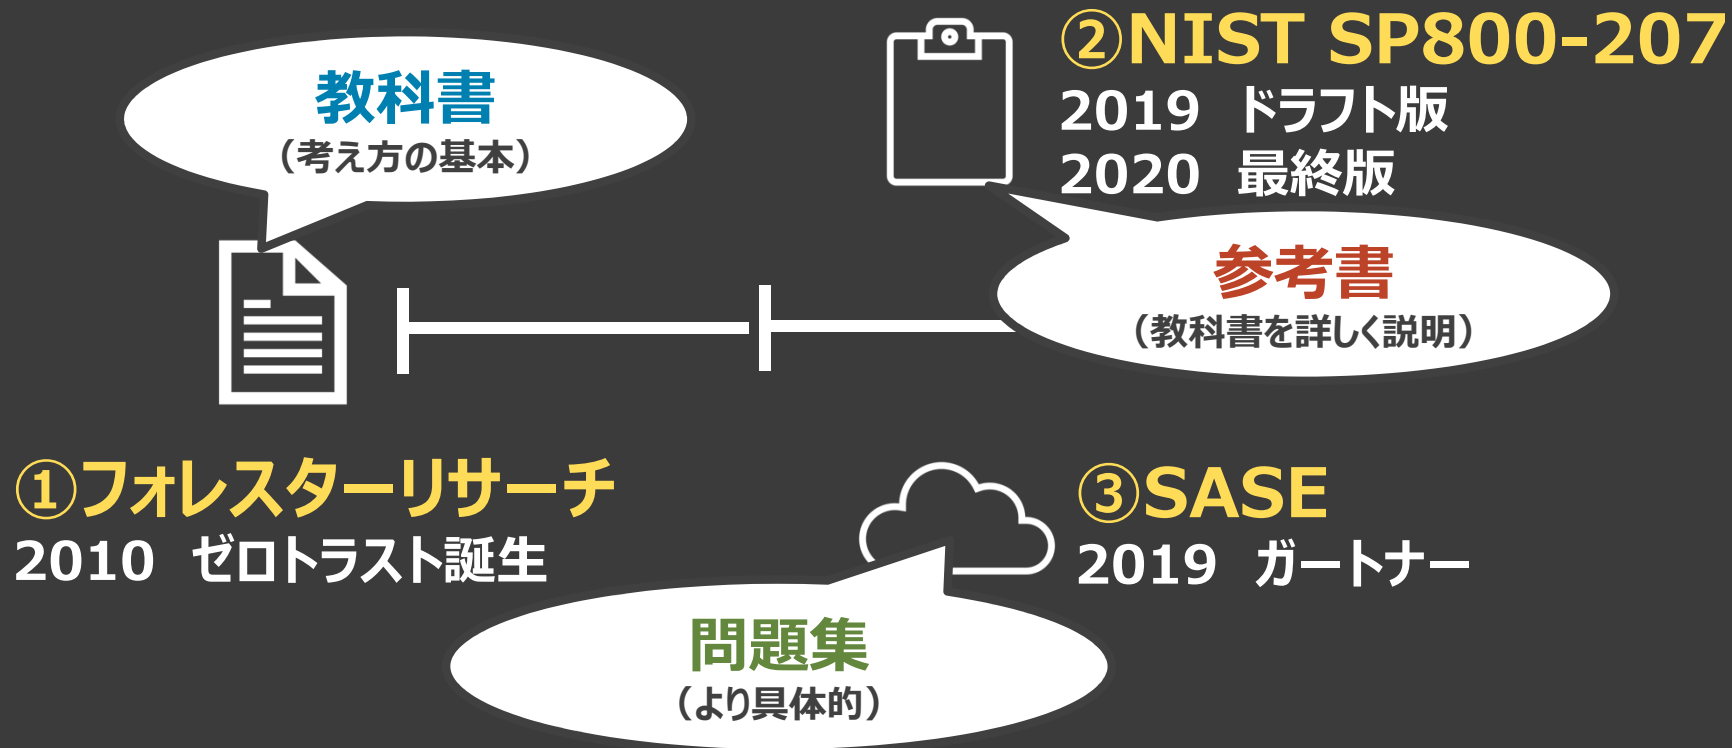 教科書
（考え方の基本）
②NIST SP800-207
2019 ドラフト版
2020 最終版
参考書
（教科書を詳しく説明）
①フォレスターリサーチ
2010 ゼロトラスト誕生
③SASE
2019 ガートナー
問題集
（より具体的）